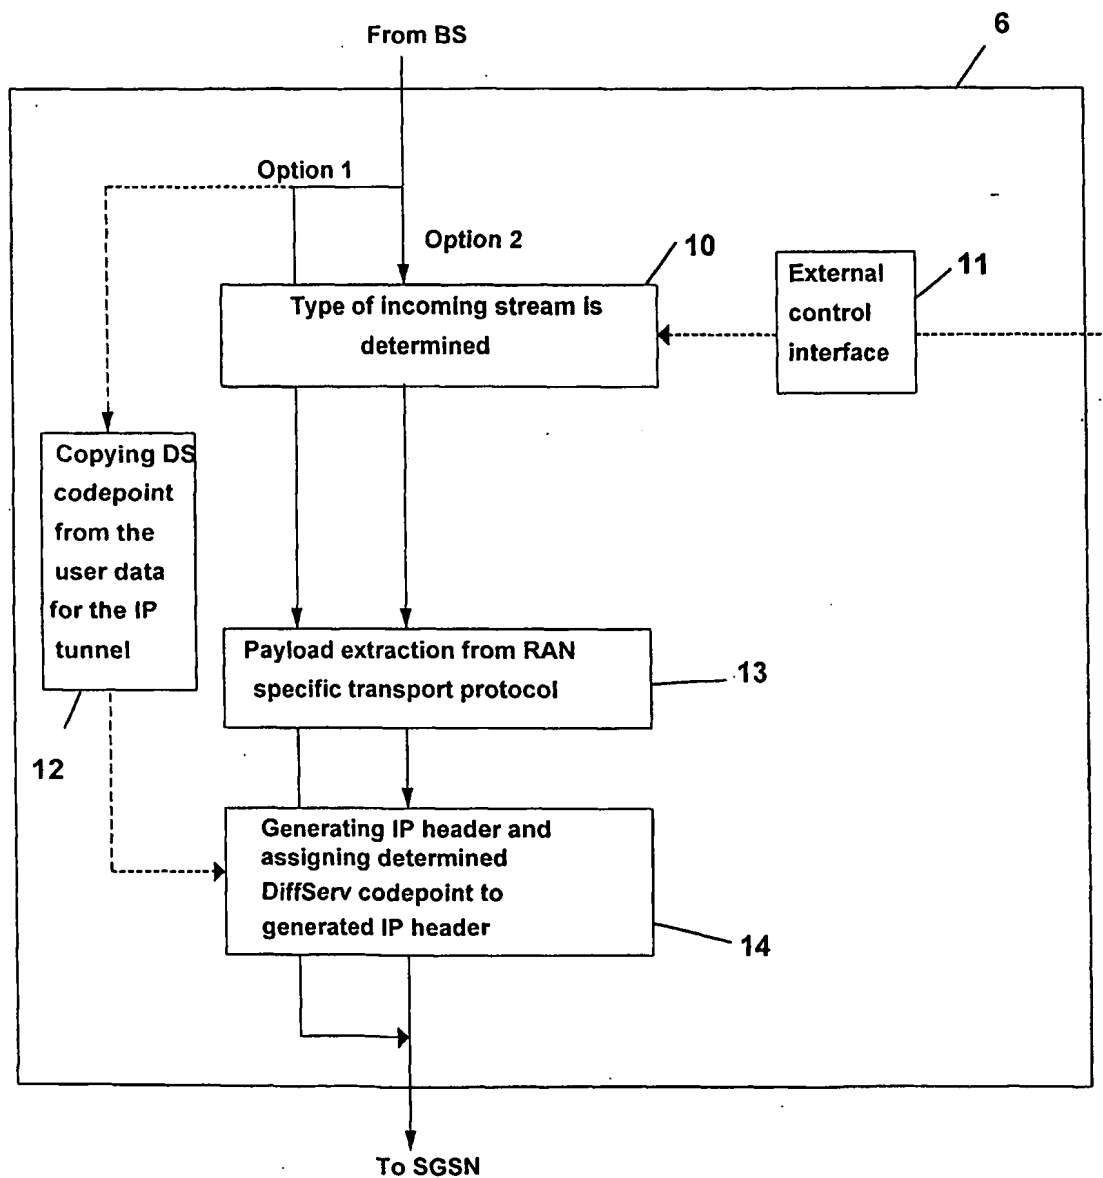 From BS
6
Option 1
Option 2
10
Type of incoming stream is
determined
External
control
interface
11
Copying DS
codepoint
from the
user data
for the IP
tunnel
12
Payload extraction from RAN
specific transport protocol
13
Generating IP header and
assigning determined
DiffServ codepoint to
generated IP header
14
To SGSN